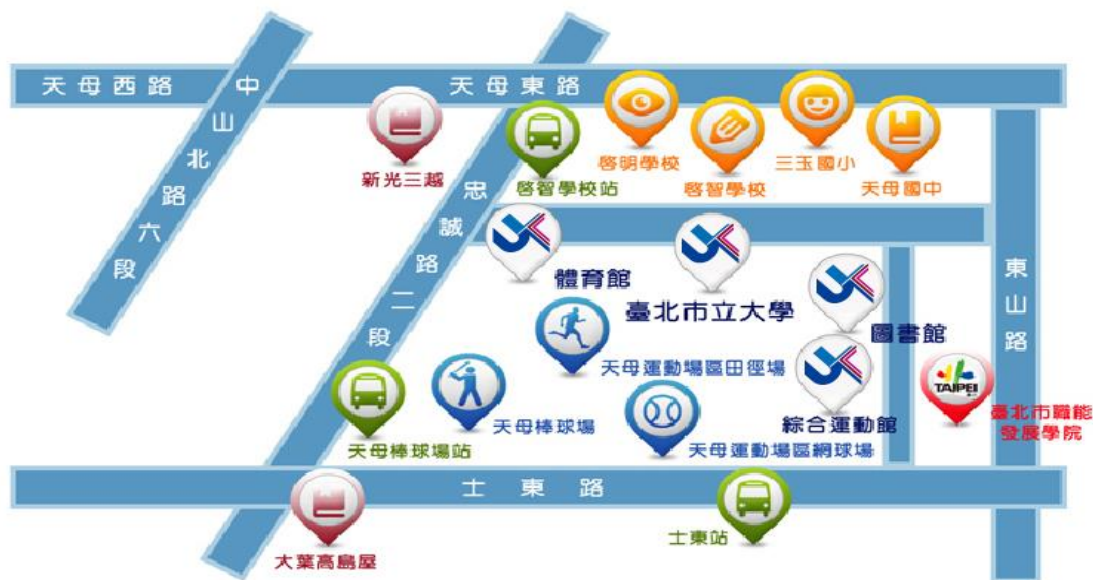 天母西路
中山北路六段
天母東路
新光三越
啓智學校站
啓明學校
啓智學校
三玉國小
天母國中
忠誠路二段
東山路
體育館
臺北市立大學
圖書館
天母運動場區田徑場
綜合運動館
TAIPEI
臺北市職能
發展學院
天母棒球場
天母棒球場站
天母運動場區網球場
士東路
大葉高島屋
士東站